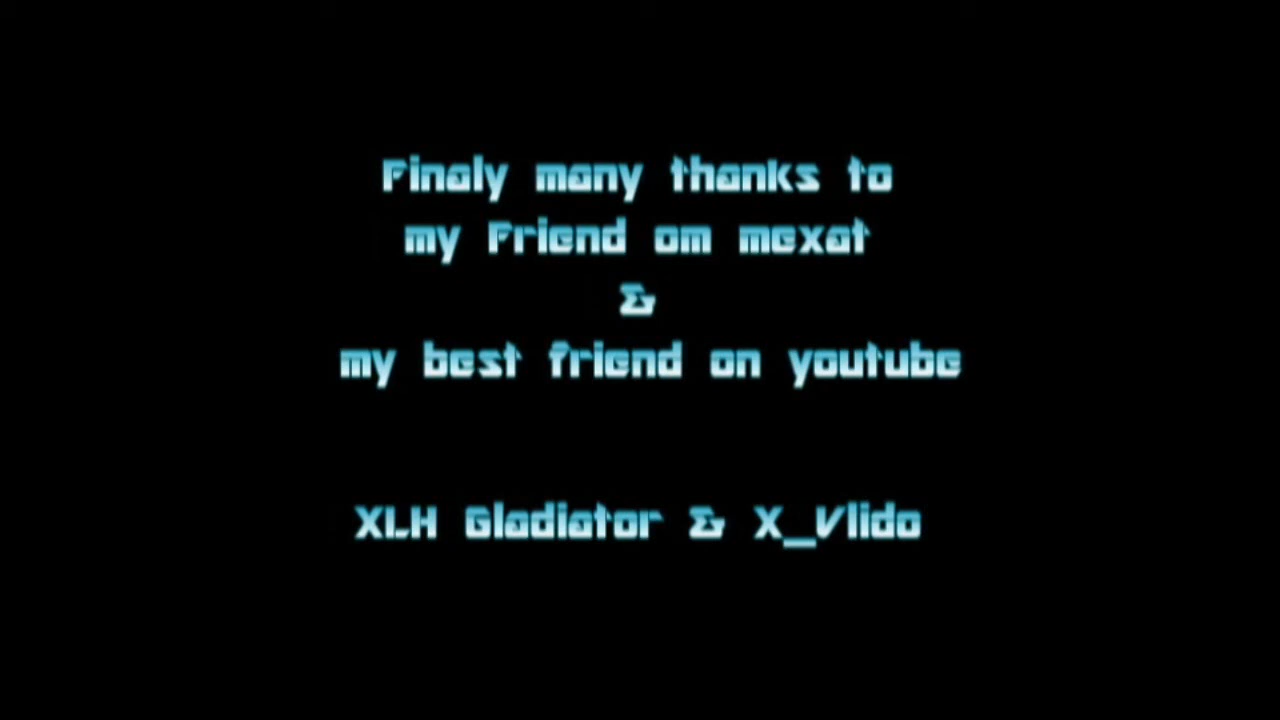 Finaly many thanks to
my Friend om mexat
&
my best friend on youtube
XLH Gladiator & X_Vlido